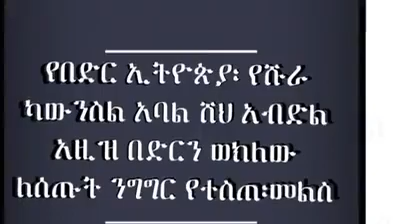 የበድር ኢትዮጵያ፡ የሹራ
ካውንስል አባል ሸህ አብድል
አዚዝ በድርን ወክለው
ለሰጡት ንግግር የተሰጠ፡መልስ